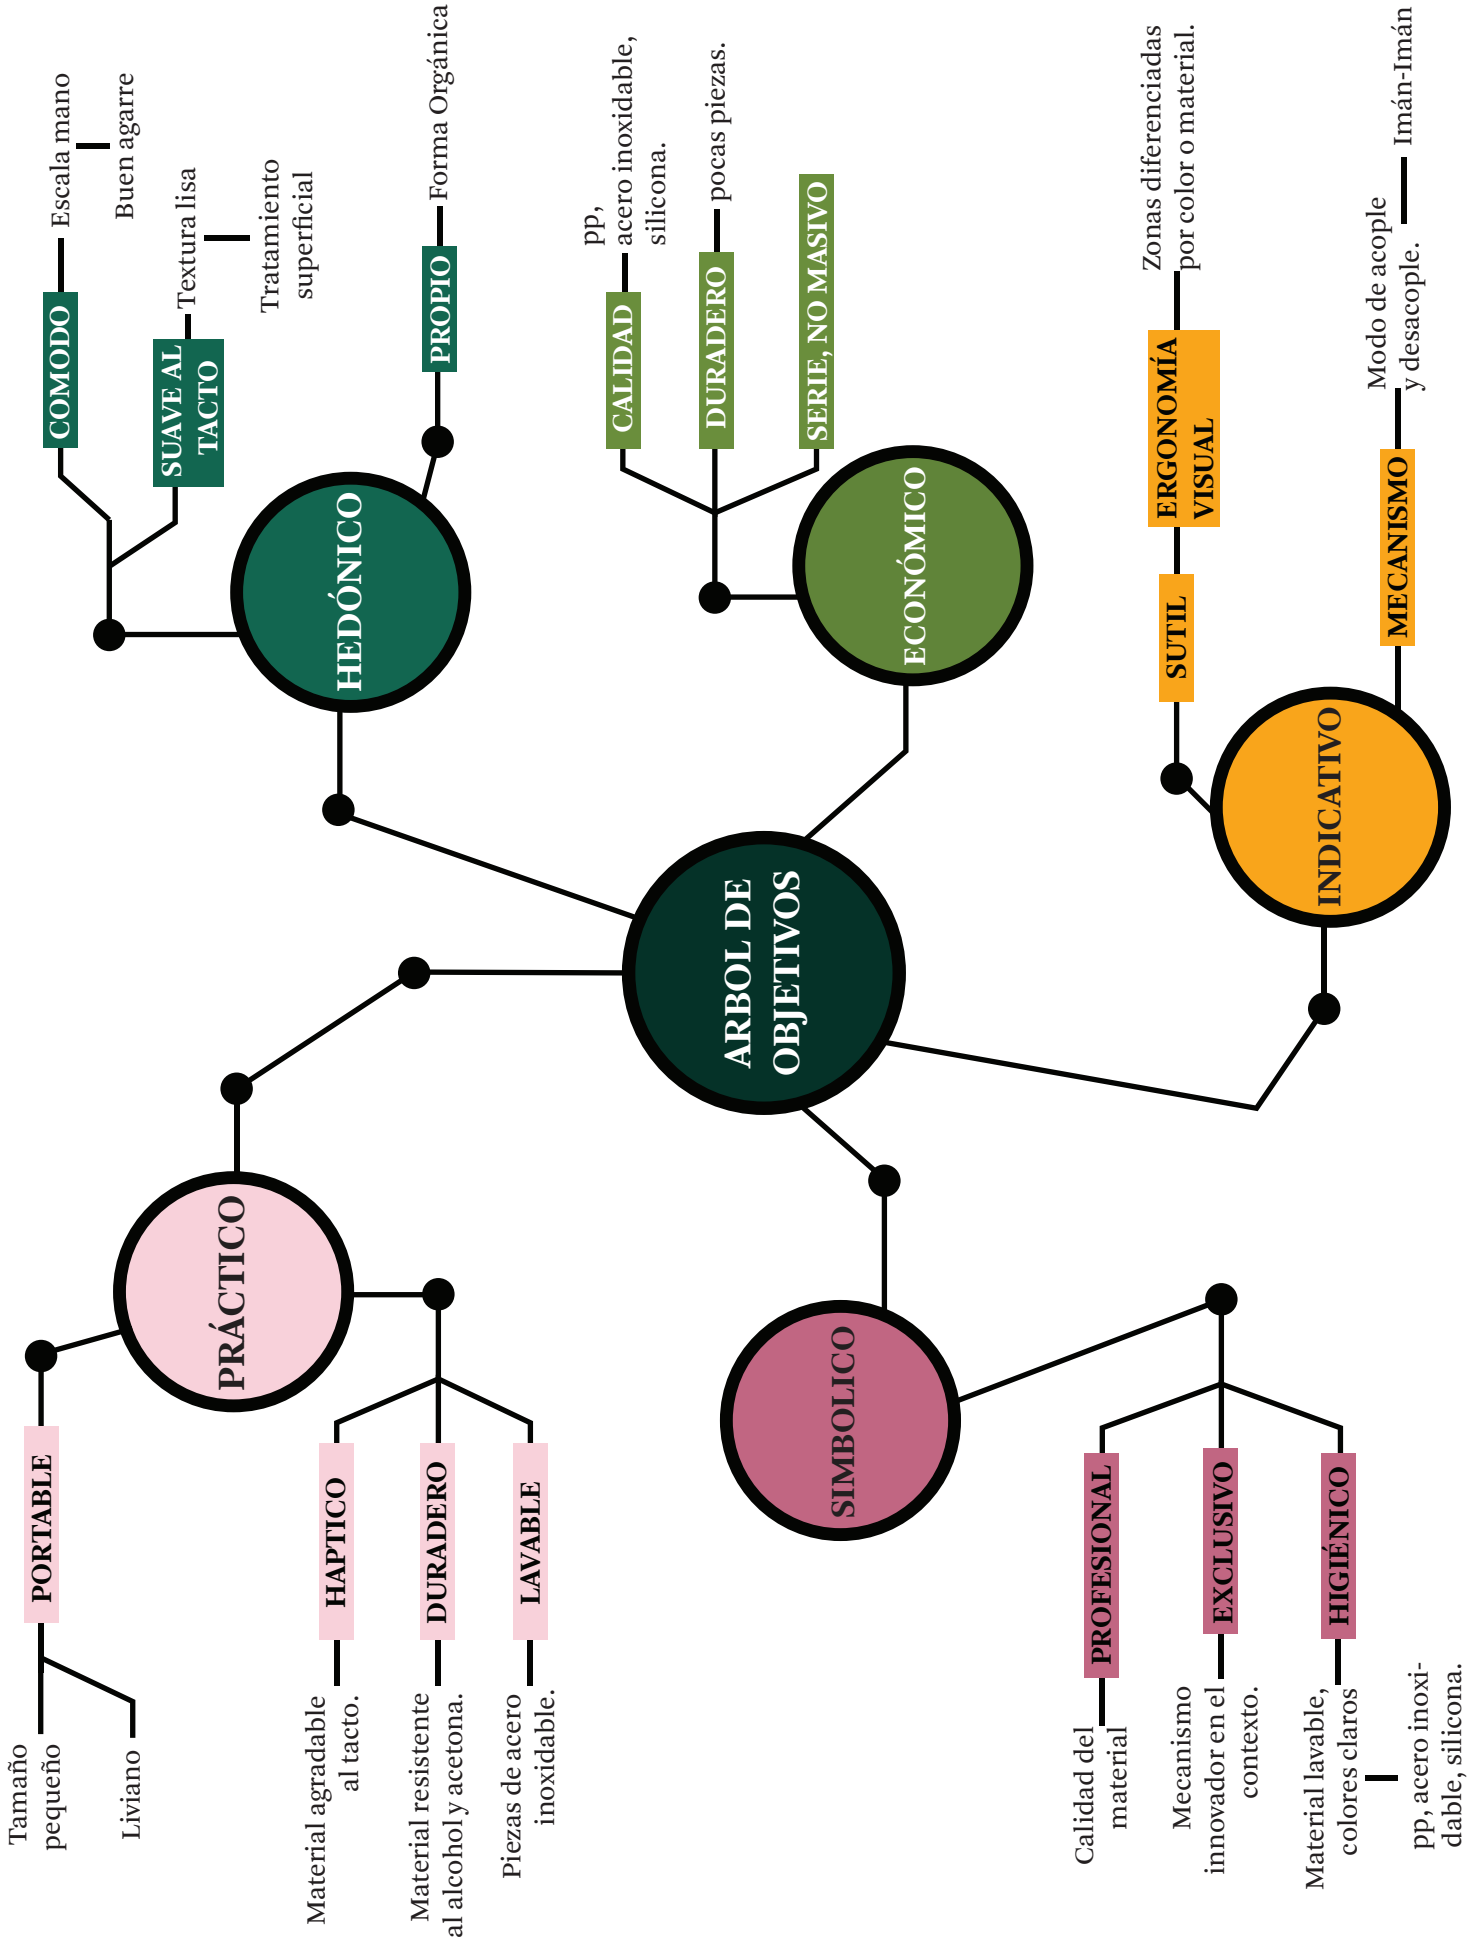 ARBOL DE
OBJETIVOS
PRÁCTICO
PORTABLE
Tamaño
pequeño
Liviano
HAPTICO
Material agradable
al tacto.
DURADERO
Material resistente
al alcohol y acetona.
LAVABLE
Piezas de acero
inoxidable.
HEDÓNICO
COMODO
Escala mano
Buen agarre
SUAVE AL
TACTO
Textura lisa
Tratamiento
superficial
PROPIO
Forma Orgánica
SIMBOLICO
PROFESIONAL
Calidad del
material
EXCLUSIVO
Mecanismo
innovador en el
contexto.
HIGIÉNICO
Material lavable,
colores claros
pp, acero inoxi-
dable, silicona.
ECONÓMICO
CALIDAD
pp,
acero inoxidable,
silicona.
DURADERO
pocas piezas.
SERIE, NO MASIVO
INDICATIVO
SUTIL
ERGONOMÍA
VISUAL
Zonas diferenciadas
por color o material.
MECANISMO
Modo de acople
y desacople.
Imán-Imán